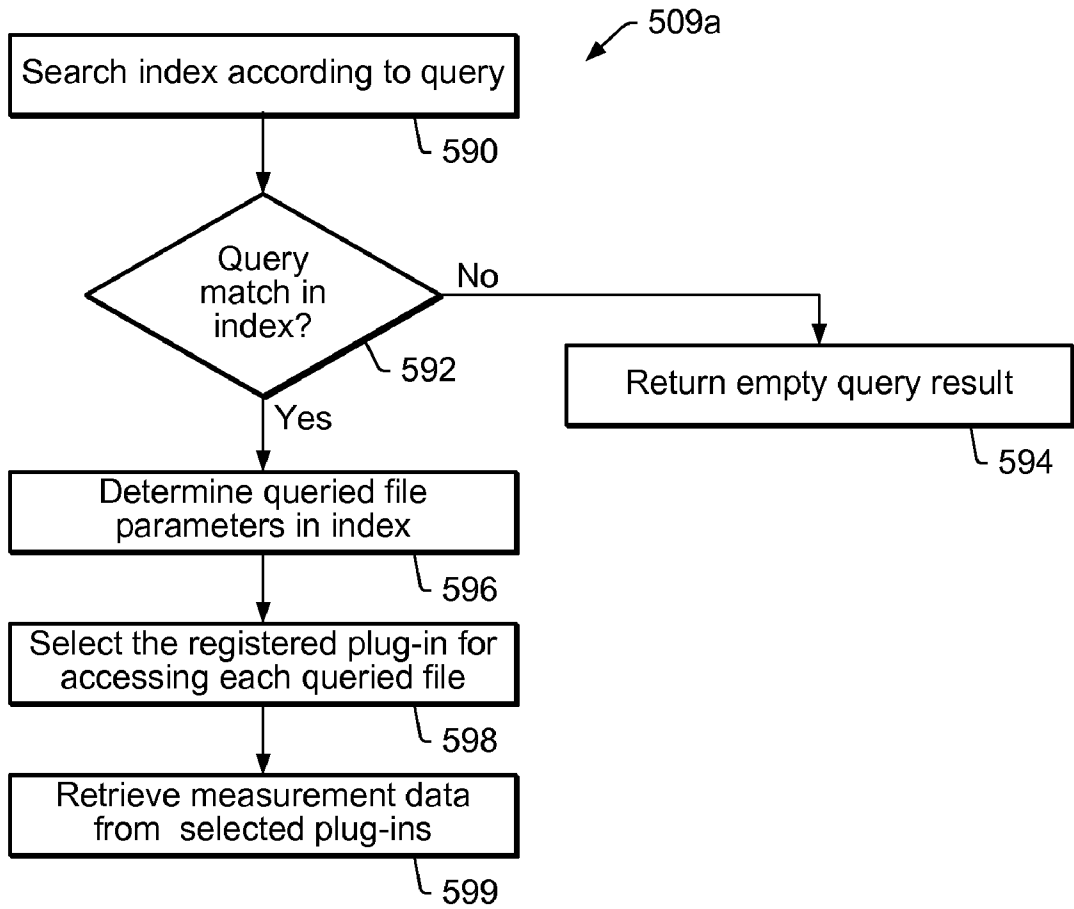 509a
Search index according to query
590
Query
match in
index?
No
592
Yes
Return empty query result
594
Determine queried file
parameters in index
596
Select the registered plug-in for
accessing each queried file
598
Retrieve measurement data
from selected plug-ins
599